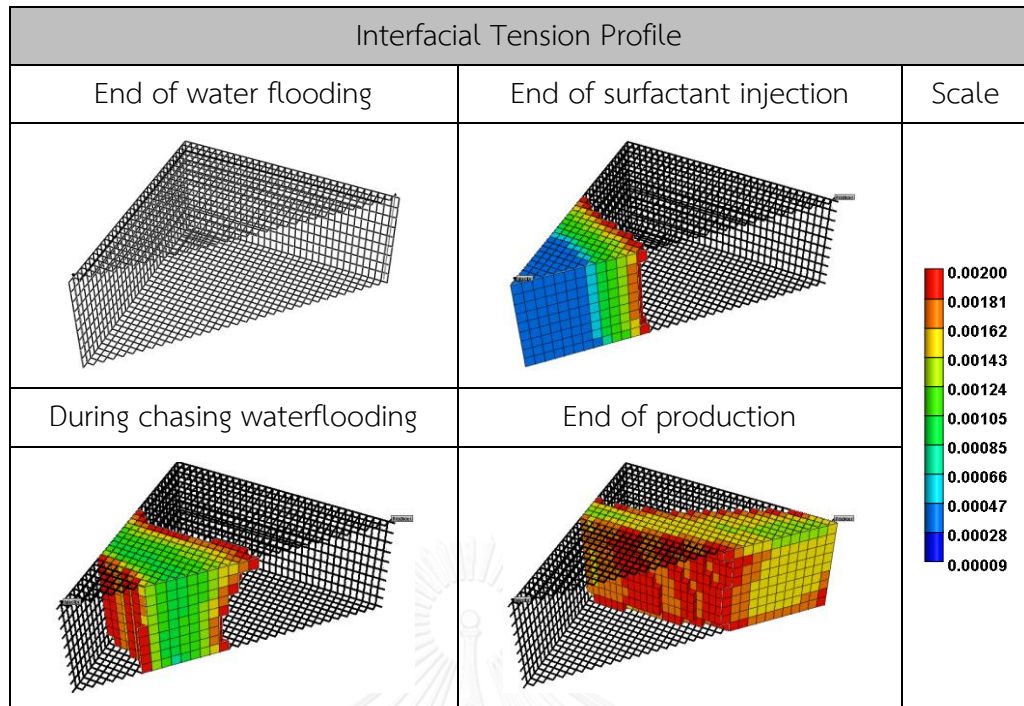 Interfacial Tension Profile
End of water flooding
End of surfactant injection
Scale
0.00200
0.00181
0.00162
0.00143
0.00124
0.00105
0.00085
0.00066
0.00047
0.00028
0.00009
During chasing waterflooding
End of production